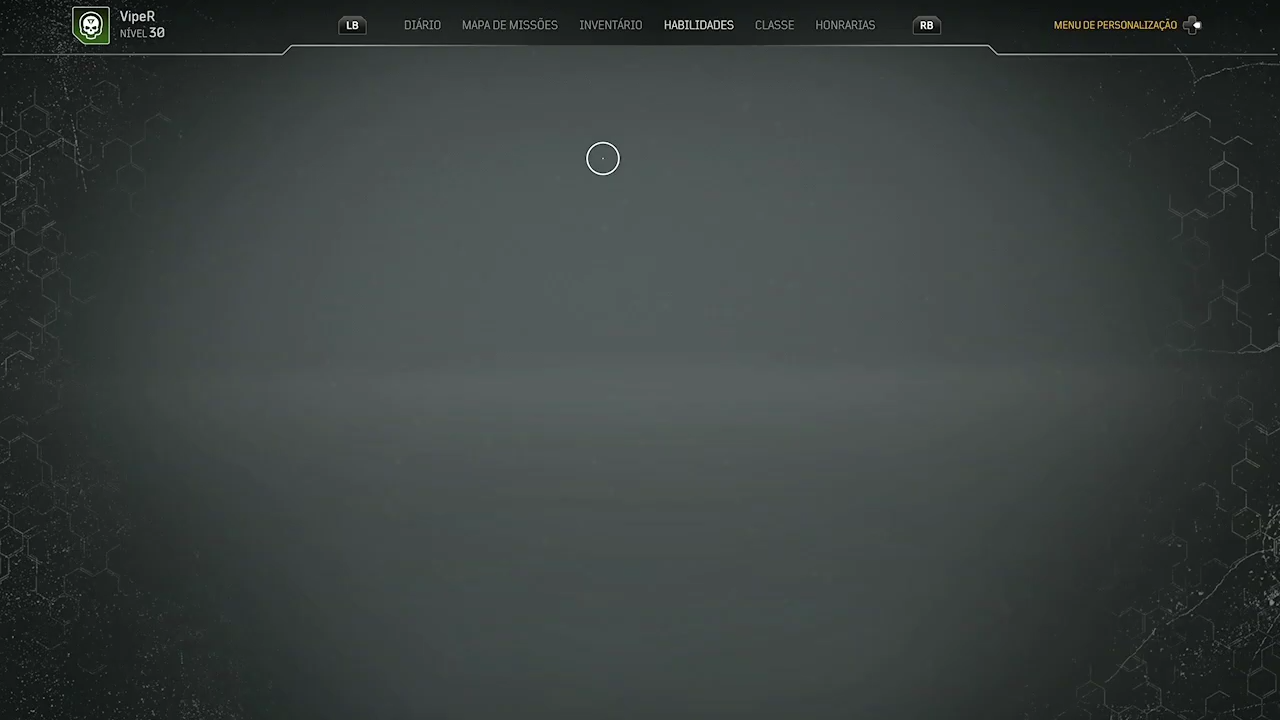 VipeR
NÍVEL 30
LB DIÁRIO MAPA DE MISSÕES INVENTÁRIO HABILIDADES CLASSE HONRARIAS RB MENU DE PERSONALIZAÇÃO